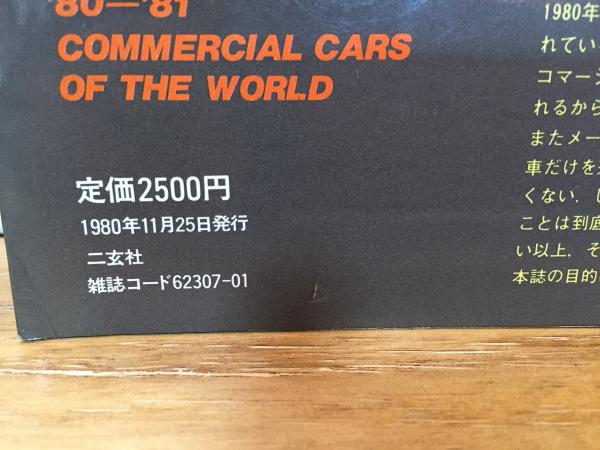 '80—'81
COMMERCIAL CARS
OF THE WORLD
定価2500円
1980年11月25日発行
二玄社
雑誌コード62307-01
1980年
れてい
コマーシ
れるから
またメー
車だけを
くない．
ことは到底
い以上，そ
本誌の目的